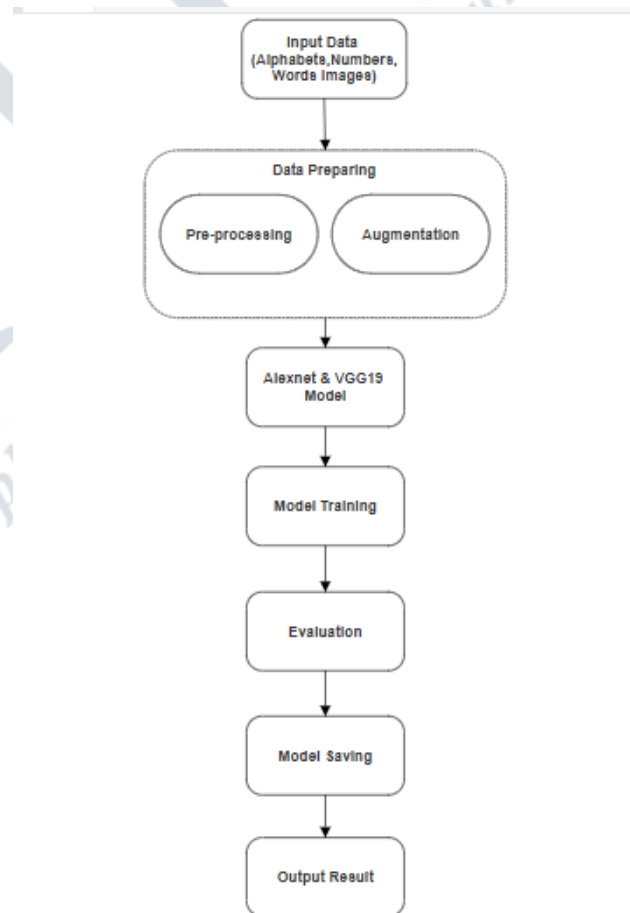 Input Data
(Alphabets,Numbers,
Words Images)
Data Preparing
Pre-processing
Augmentation
Alexnet & VGG19
Model
Model Training
Evaluation
Model Saving
Output Result